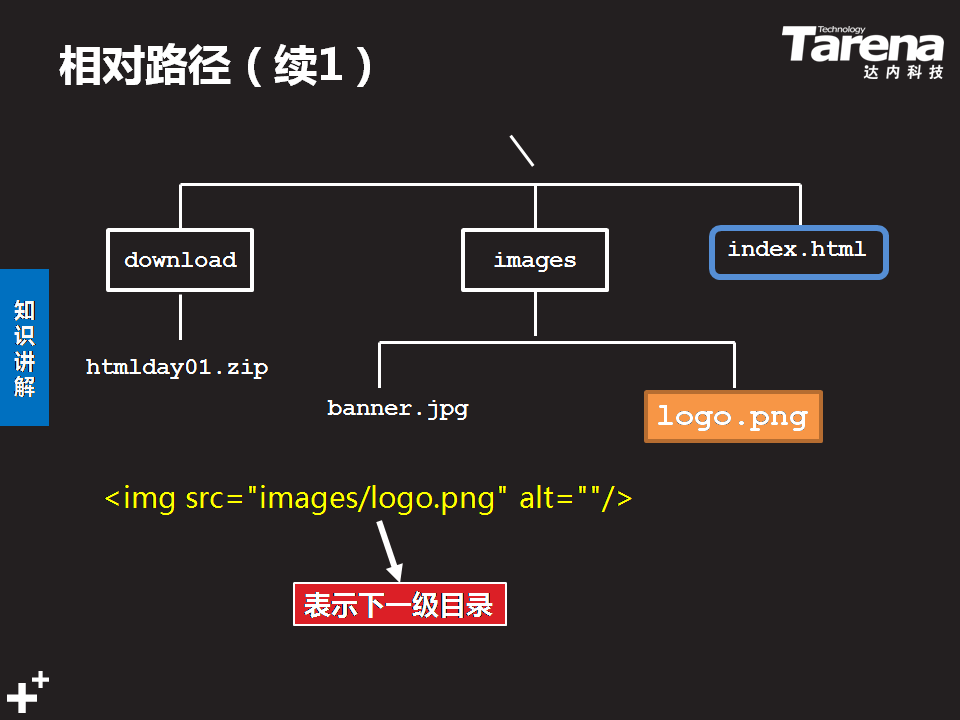 相对路径（续1）
Technology
Tarena
达内科技
\
download
images
index.html
知识讲解
htmlday01.zip
banner.jpg
logo.png
<img src="images/logo.png" alt=""/>
表示下一级目录